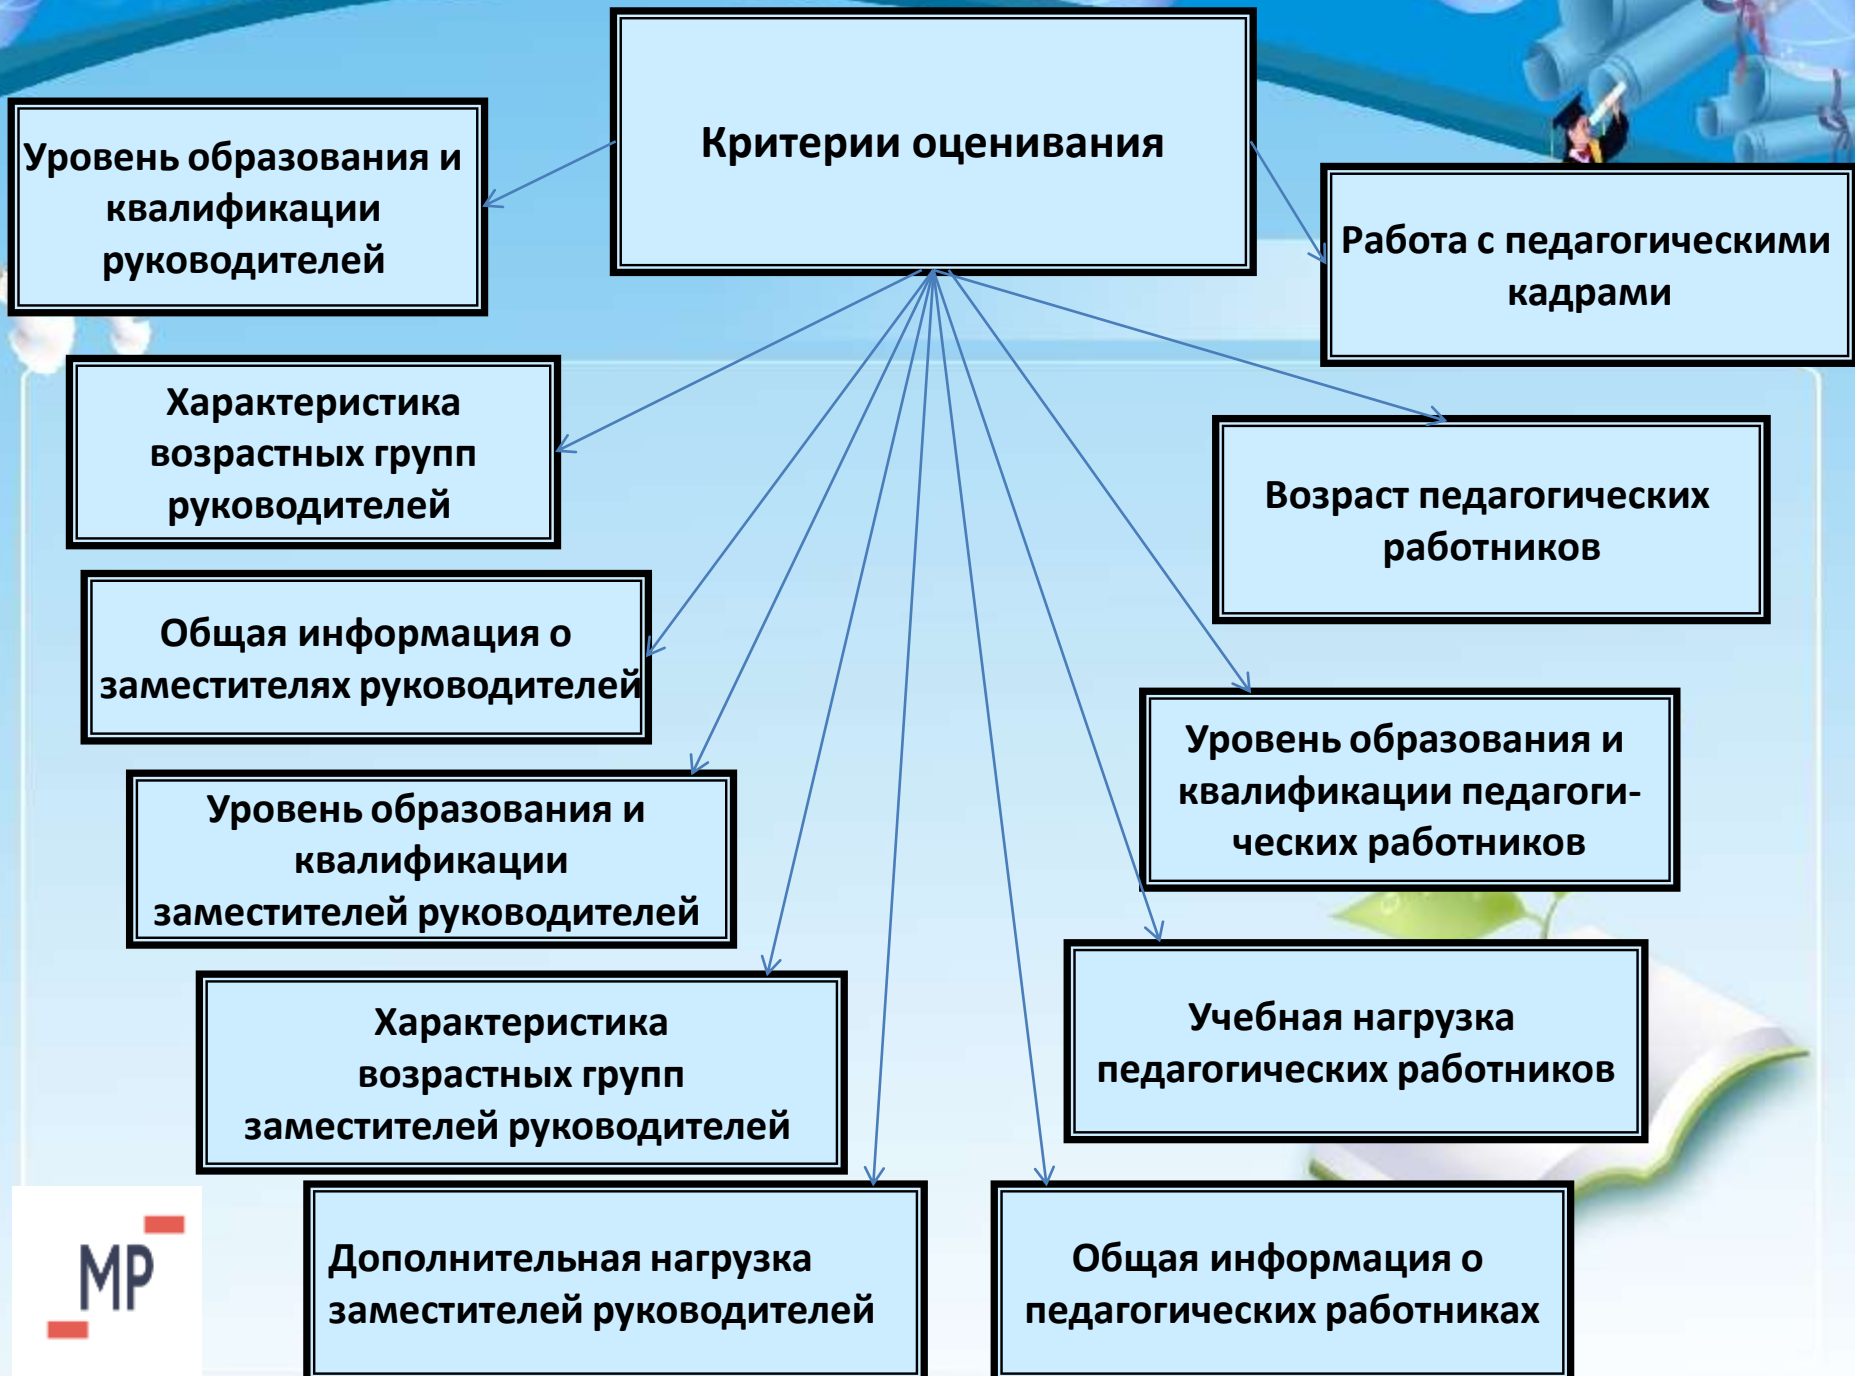 Критерии оценивания
Уровень образования и
квалификации
руководителей
Работа с педагогическими
кадрами
Характеристика
возрастных групп
руководителей
Возраст педагогических
работников
Общая информация о
заместителях руководителей
Уровень образования и
квалификации педагоги-
ческих работников
Уровень образования и
квалификации
заместителей руководителей
Характеристика
возрастных групп
заместителей руководителей
Учебная нагрузка
педагогических работников
Дополнительная нагрузка
заместителей руководителей
Общая информация о
педагогических работниках
МР